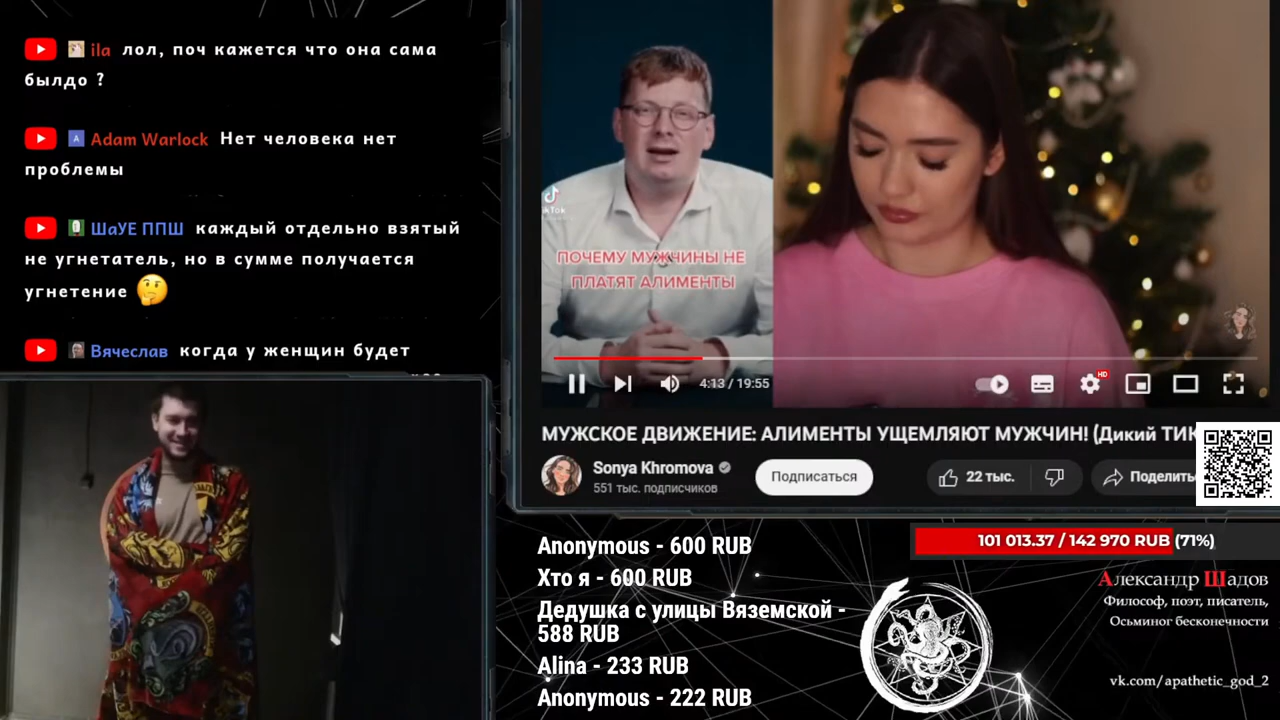 ila лол, поч кажется что она сама
былдо ?
Adam Warlock Нет человека нет
проблемы
ШаУЕ ППШ каждый отдельно взятый
не угнетатель, но в сумме получается
угнетение 🤔
Вячеслав когда у женщин будет
ПОЧЕМУ МУЖЧИНЫ НЕ
ПЛАТЯТ АЛИМЕНТЫ
4:13 / 19:55
HD
МУЖСКОЕ ДВИЖЕНИЕ: АЛИМЕНТЫ УЩЕМЛЯЮТ МУЖЧИН! (Дикий ТИК
Sonya Khromova
551 тыс. подписчиков
Подписаться
22 тыс.
Поделить
Anonymous - 600 RUB
Хто я - 600 RUB
Дедушка с улицы Вяземской -
588 RUB
Alina - 233 RUB
Anonymous - 222 RUB
101 013.37 / 142 970 RUB (71%)
Александр Шадов
Философ, поэт, писатель,
Осьминог бесконечности
vk.com/apathetic_god_2